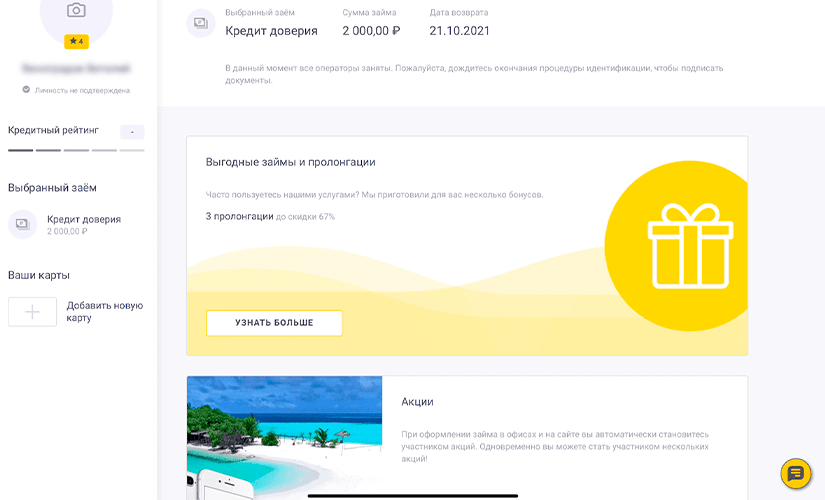 ★ 4
Личность не подтверждена
Кредитный рейтинг
-
Выбранный заём
Кредит доверия
2 000,00 ₽
Ваши карты
Добавить новую
карту
Выбранный заём
Кредит доверия
Сумма займа
2 000,00 ₽
Дата возврата
21.10.2021
В данный момент все операторы заняты. Пожалуйста, дождитесь окончания процедуры идентификации, чтобы подписать
документы.
Выгодные займы и пролонгации
Часто пользуетесь нашими услугами? Мы приготовили для вас несколько бонусов.
3 пролонгации до скидки 67%
УЗНАТЬ БОЛЬШЕ
Акции
При оформлении займа в офисах и на сайте вы автоматически становитесь
участником акций. Одновременно вы можете стать участником нескольких
акций!